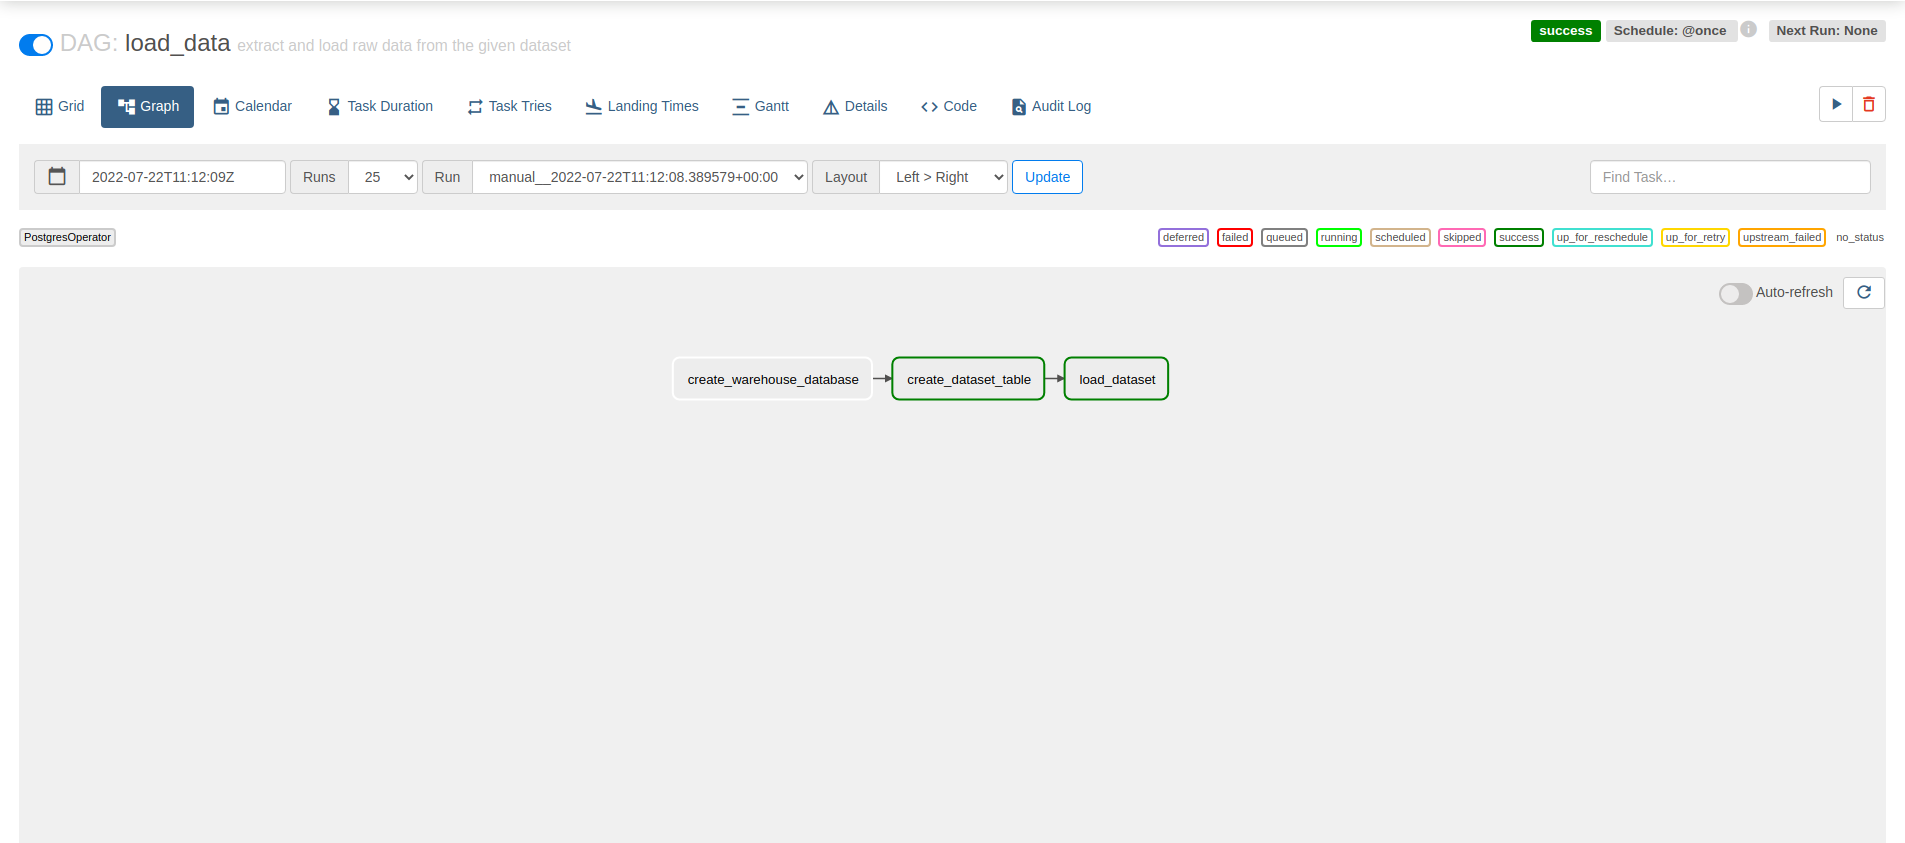 DAG: load_data extract and load raw data from the given dataset
success Schedule: @once Next Run: None
Grid Graph Calendar Task Duration Task Tries Landing Times Gantt Details Code Audit Log
2022-07-22T11:12:09Z Runs 25 Run manual__2022-07-22T11:12:08.389579+00:00 Layout Left > Right Update Find Task…
PostgresOperator deferred failed queued running scheduled skipped success up_for_reschedule up_for_retry upstream_failed no_status
Auto-refresh
create_warehouse_database create_dataset_table load_dataset